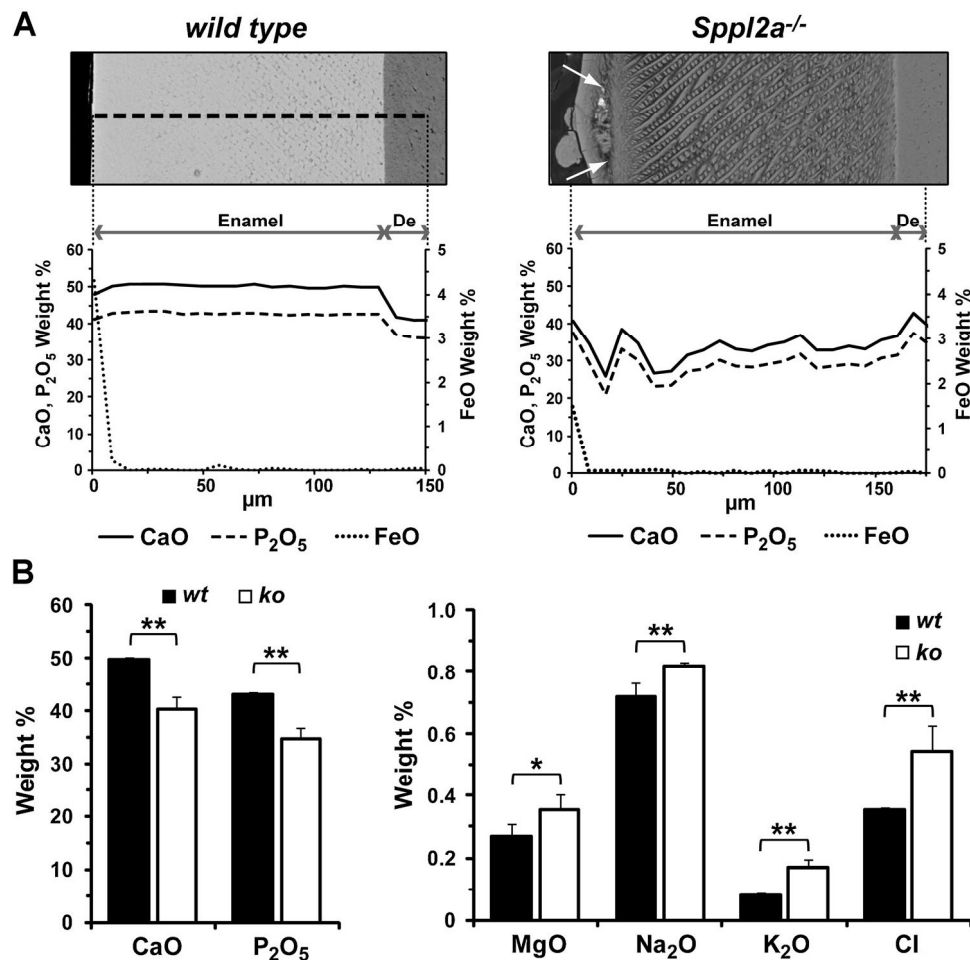 A
wild type
Sppl2a-/-
Enamel De
Enamel De
CaO, P2O5 Weight %
60
50
40
30
20
10
0
5
4
3
2
1
0
FeO Weight %
0 50 100 150
µm
CaO P2O5 FeO
CaO, P2O5 Weight %
60
50
40
30
20
10
0
5
4
3
2
1
0
FeO Weight %
0 50 100 150
µm
CaO P2O5 FeO
B
wt ko
Weight %
60
50
40
30
20
10
0
**
**
CaO P2O5
wt
ko
Weight %
1.0
0.8
0.6
0.4
0.2
0
*
**
**
**
MgO Na2O K2O Cl